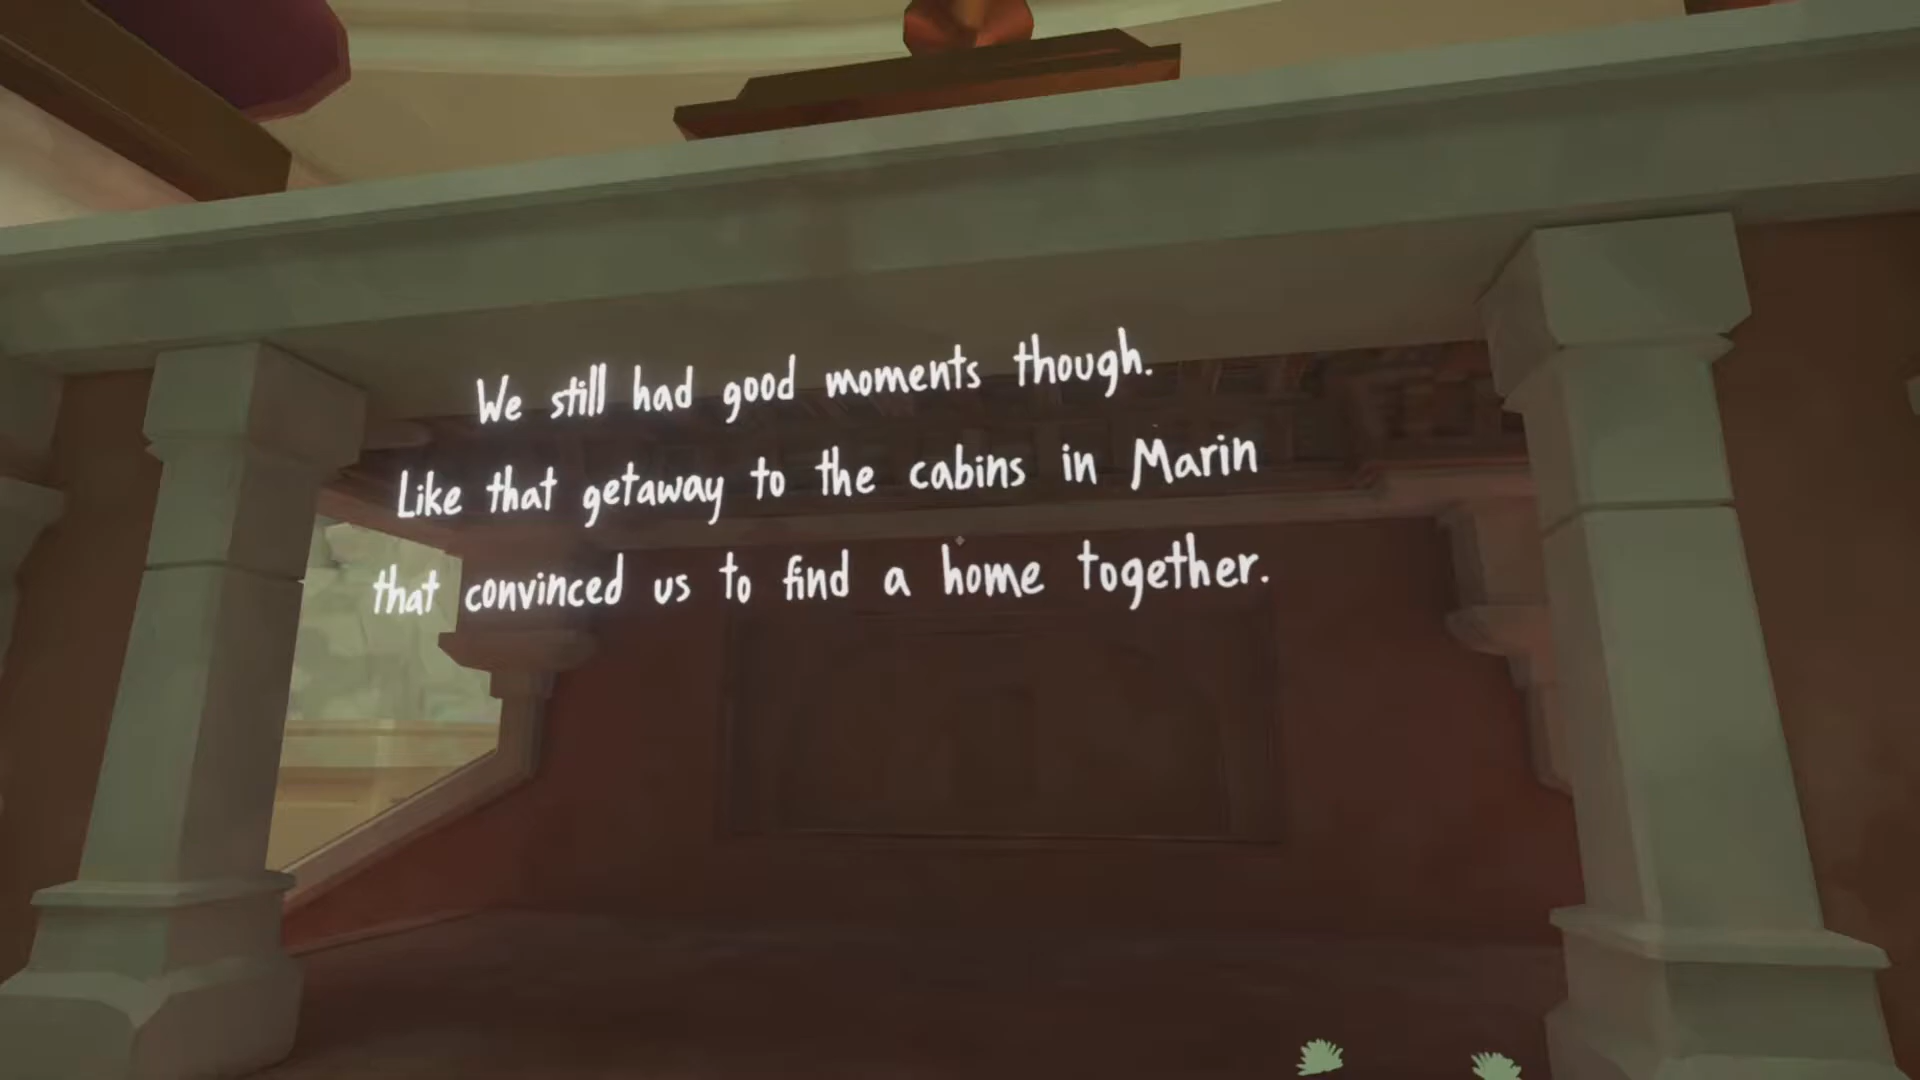 We still had good moments though.
Like that getaway to the cabins in Marin
that convinced us to find a home together.